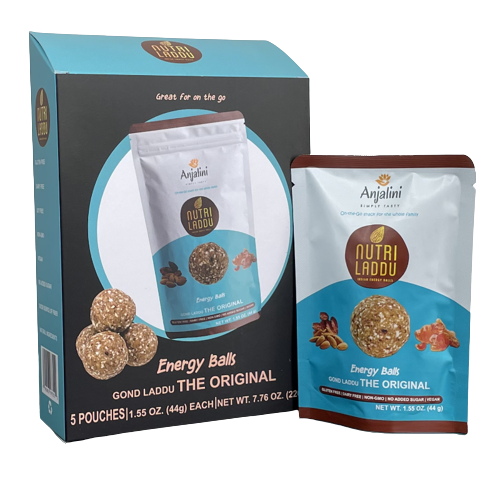 NUTRI
LADDU
Great for on the go
Anjalini
NUTRI
LADDU
Energy Balls
GOND LADDU THE ORIGINAL
Energy Balls
GOND LADDU THE ORIGINAL
5 POUCHES|1.55 OZ. (44g) EACH|NET WT. 7.76 OZ. (22
Anjalini
SIMPLE TASTY
On-the-go snack for the whole family
NUTRI
LADDU
INDIAN ENERGY BALLS
Energy Balls
GOND LADDU THE ORIGINAL
GLUTEN FREE | DAIRY FREE | NON-GMO | NO ADDED SUGAR | VEGAN
NET WT. 1.55 OZ (44 g)